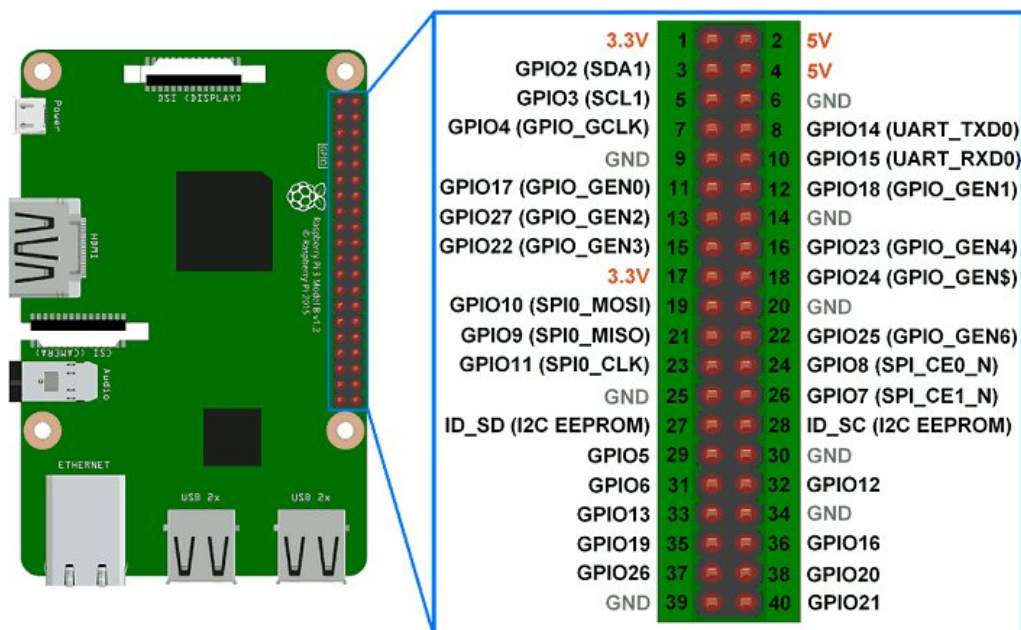 DSI (DISPLAY)
Power
GPIO
HDMI
Raspberry Pi 3 Model B v1.2
© Raspberry Pi 2015
CSI (CAMERA)
Audio
ETHERNET
USB 2x
USB 2x
3.3V 1 2 5V
GPIO2 (SDA1) 3 4 5V
GPIO3 (SCL1) 5 6 GND
GPIO4 (GPIO_GCLK) 7 8 GPIO14 (UART_TXD0)
GND 9 10 GPIO15 (UART_RXD0)
GPIO17 (GPIO_GEN0) 11 12 GPIO18 (GPIO_GEN1)
GPIO27 (GPIO_GEN2) 13 14 GND
GPIO22 (GPIO_GEN3) 15 16 GPIO23 (GPIO_GEN4)
3.3V 17 18 GPIO24 (GPIO_GEN$)
GPIO10 (SPI0_MOSI) 19 20 GND
GPIO9 (SPI0_MISO) 21 22 GPIO25 (GPIO_GEN6)
GPIO11 (SPI0_CLK) 23 24 GPIO8 (SPI_CE0_N)
GND 25 26 GPIO7 (SPI_CE1_N)
ID_SD (I2C EEPROM) 27 28 ID_SC (I2C EEPROM)
GPIO5 29 30 GND
GPIO6 31 32 GPIO12
GPIO13 33 34 GND
GPIO19 35 36 GPIO16
GPIO26 37 38 GPIO20
GND 39 40 GPIO21